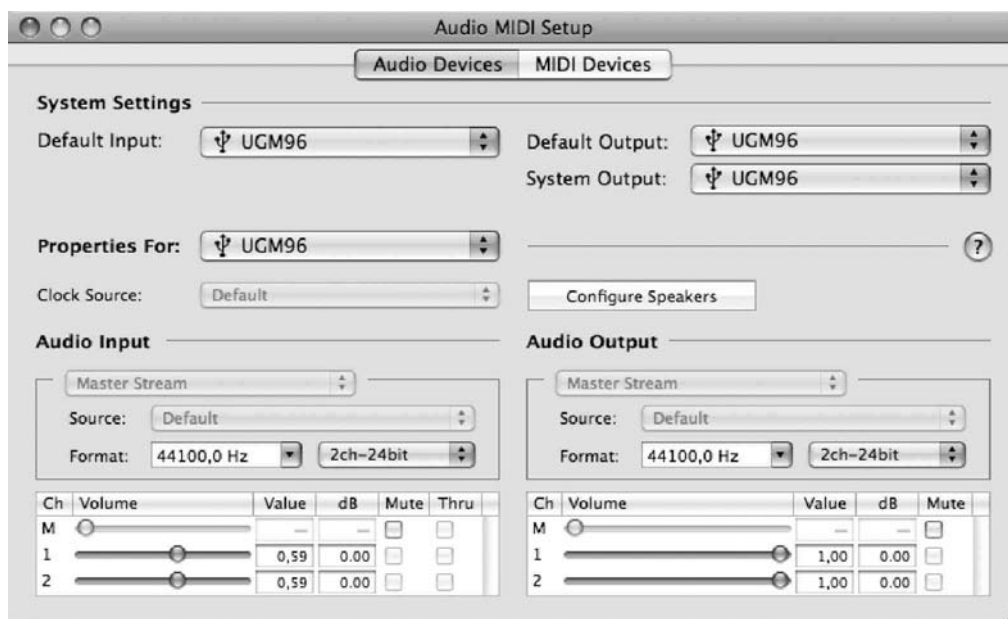 Audio MIDI Setup
Audio Devices MIDI Devices
System Settings
Default Input: UGM96 Default Output: UGM96
System Output: UGM96
Properties For: UGM96 ?
Clock Source: Default Configure Speakers
Audio Input Audio Output
Master Stream Master Stream
Source: Default Source: Default
Format: 44100,0 Hz 2ch-24bit Format: 44100,0 Hz 2ch-24bit
Ch Volume Value dB Mute Thru Ch Volume Value dB Mute
M — — M — —
1 0,59 0.00 1 1,00 0.00
2 0,59 0.00 2 1,00 0.00